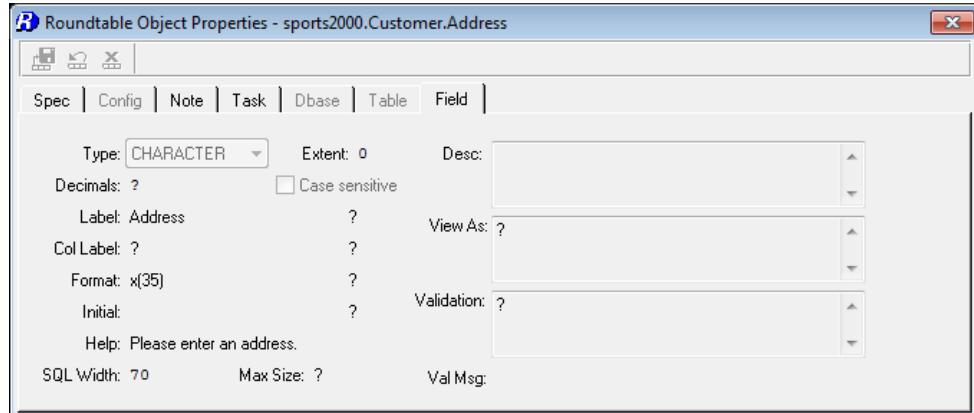 Roundtable Object Properties - sports2000.Customer.Address
Spec Config Note Task Dbase Table Field
Type: CHARACTER Extent: 0 Desc:
Decimals: ? Case sensitive
Label: Address ? View As: ?
Col Label: ? ?
Format: x(35) ? Validation: ?
Initial: ?
Help: Please enter an address.
SQL Width: 70 Max Size: ? Val Msg: